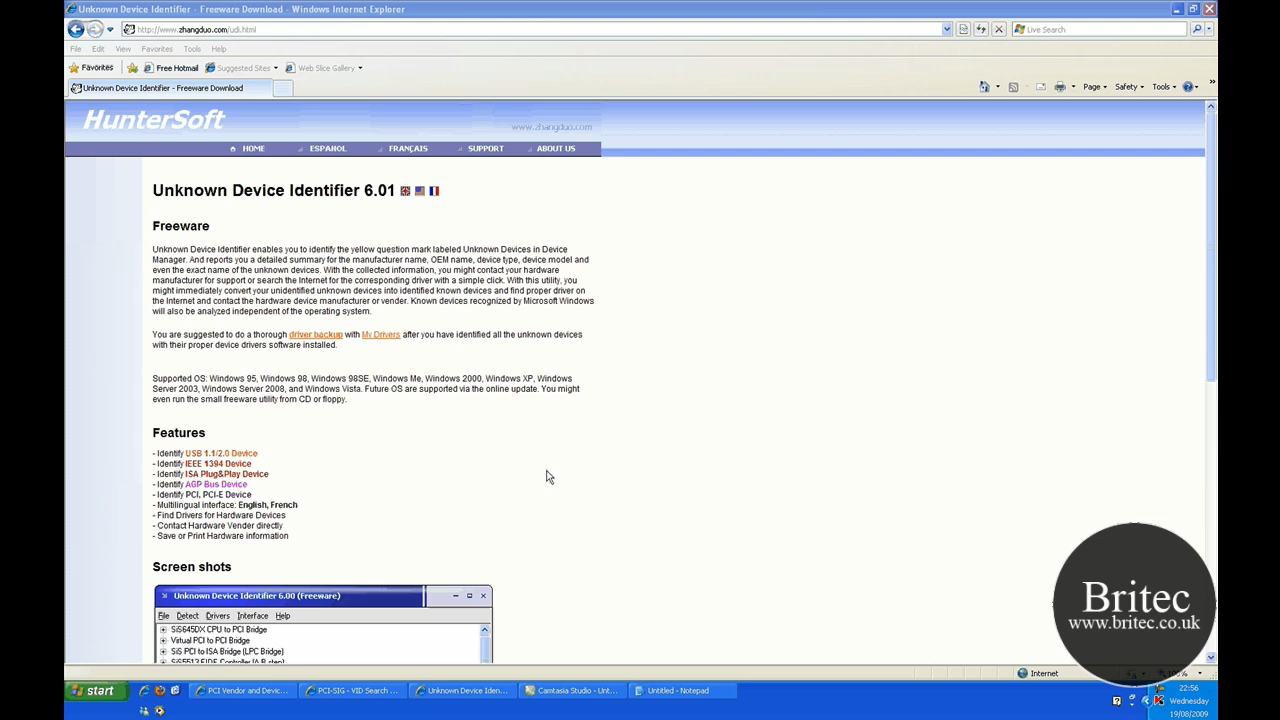 Unknown Device Identifier - Freeware Download - Windows Internet Explorer
http://www.zhangduo.com/udi.html
Live Search
File Edit View Favorites Tools Help
Favorites Free Hotmail Suggested Sites Web Slice Gallery
Unknown Device Identifier - Freeware Download
Page Safety Tools
HunterSoft
www.zhangduo.com
HOME ESPANOL FRANÇAIS SUPPORT ABOUT US
Unknown Device Identifier 6.01
Freeware
Unknown Device Identifier enables you to identify the yellow question mark labeled Unknown Devices in Device
Manager. And reports you a detailed summary for the manufacturer name, OEM name, device type, device model and
even the exact name of the unknown devices. With the collected information, you might contact your hardware
manufacturer for support or search the Internet for the corresponding driver with a simple click. With this utility, you
might immediately convert your unidentified unknown devices into identified known devices and find proper driver on
the Internet and contact the hardware device manufacturer or vender. Known devices recognized by Microsoft Windows
will also be analyzed independent of the operating system.
You are suggested to do a thorough driver backup with My Drivers after you have identified all the unknown devices
with their proper device drivers software installed.
Supported OS: Windows 95, Windows 98, Windows 98SE, Windows Me, Windows 2000, Windows XP, Windows
Server 2003, Windows Server 2008, and Windows Vista. Future OS are supported via the online update. You might
even run the small freeware utility from CD or floppy.
Features
- Identify USB 1.1/2.0 Device
- Identify IEEE 1394 Device
- Identify ISA Plug&Play Device
- Identify AGP Bus Device
- Identify PCI, PCI-E Device
- Multilingual interface: English, French
- Find Drivers for Hardware Devices
- Contact Hardware Vender directly
- Save or Print Hardware information
Screen shots
Unknown Device Identifier 6.00 (Freeware)
File Detect Drivers Interface Help
SiS645DX CPU to PCI Bridge
Virtual PCI to PCI Bridge
SiS PCI to ISA Bridge (LPC Bridge)
SiS5513 EIDE Controller (A,B step)
Britec
www.britec.co.uk
Internet
start PCI Vendor and Devic... PCI-SIG - VID Search ... Unknown Device Iden... Camtasia Studio - Unt... Untitled - Notepad
22:56
Wednesday
19/08/2009